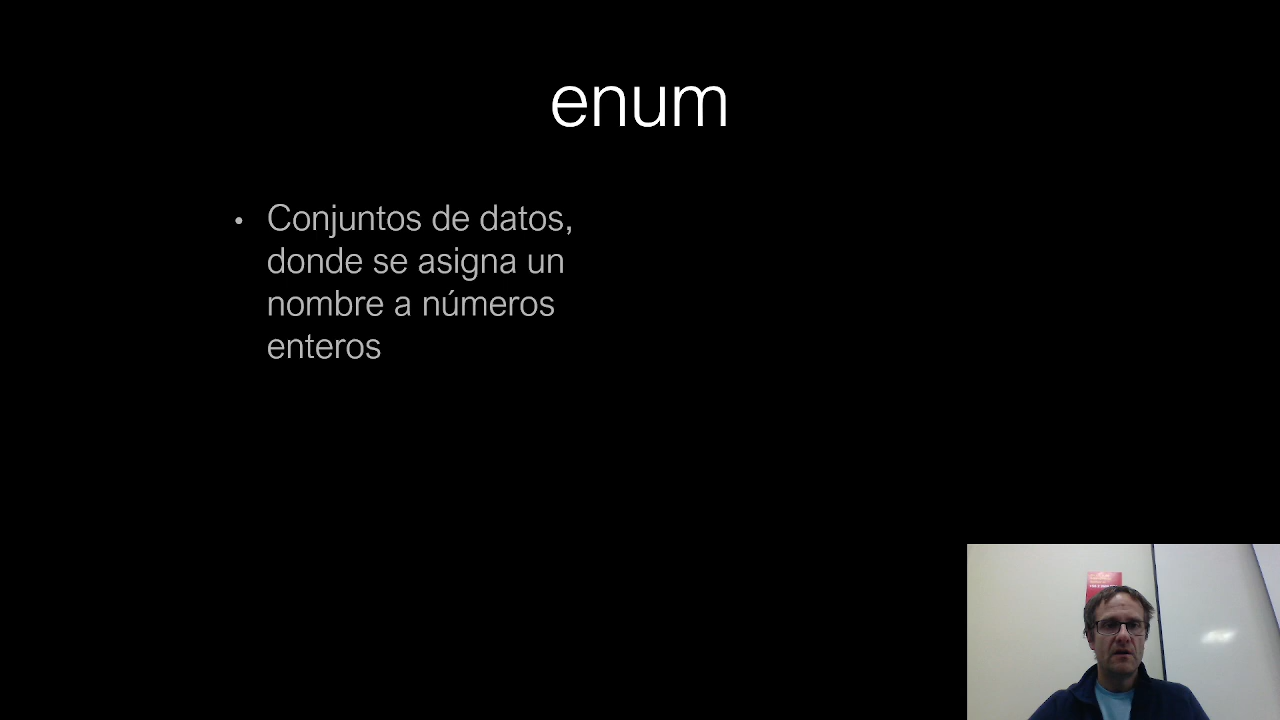 enum
• Conjuntos de datos,
donde se asigna un
nombre a números
enteros